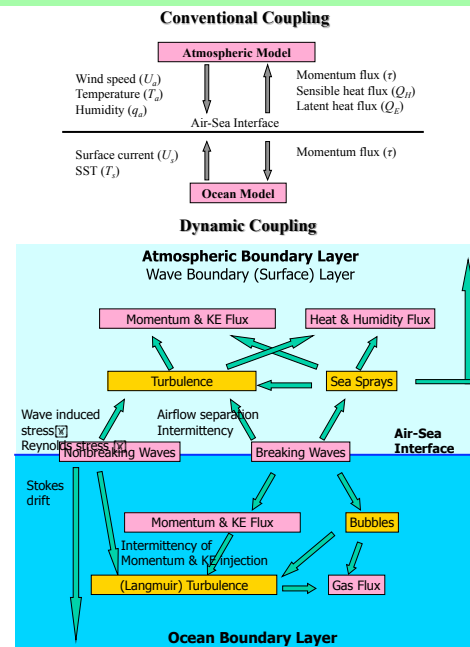 Conventional Coupling
Atmospheric Model
Wind speed (Ua)
Temperature (Ta)
Humidity (qa)
Momentum flux (τ)
Sensible heat flux (QH)
Latent heat flux (QE)
Air-Sea Interface
Surface current (Us)
SST (Ts)
Momentum flux (τ)
Ocean Model
Dynamic Coupling
Atmospheric Boundary Layer
Wave Boundary (Surface) Layer
Momentum & KE Flux
Heat & Humidity Flux
Turbulence
Sea Sprays
Wave induced
stress
Reynolds stress
Airflow separation
Intermittency
Air-Sea
Interface
Nonbreaking Waves
Breaking Waves
Stokes
drift
Momentum & KE Flux
Bubbles
Intermittency of
Momentum & KE injection
(Langmuir) Turbulence
Gas Flux
Ocean Boundary Layer